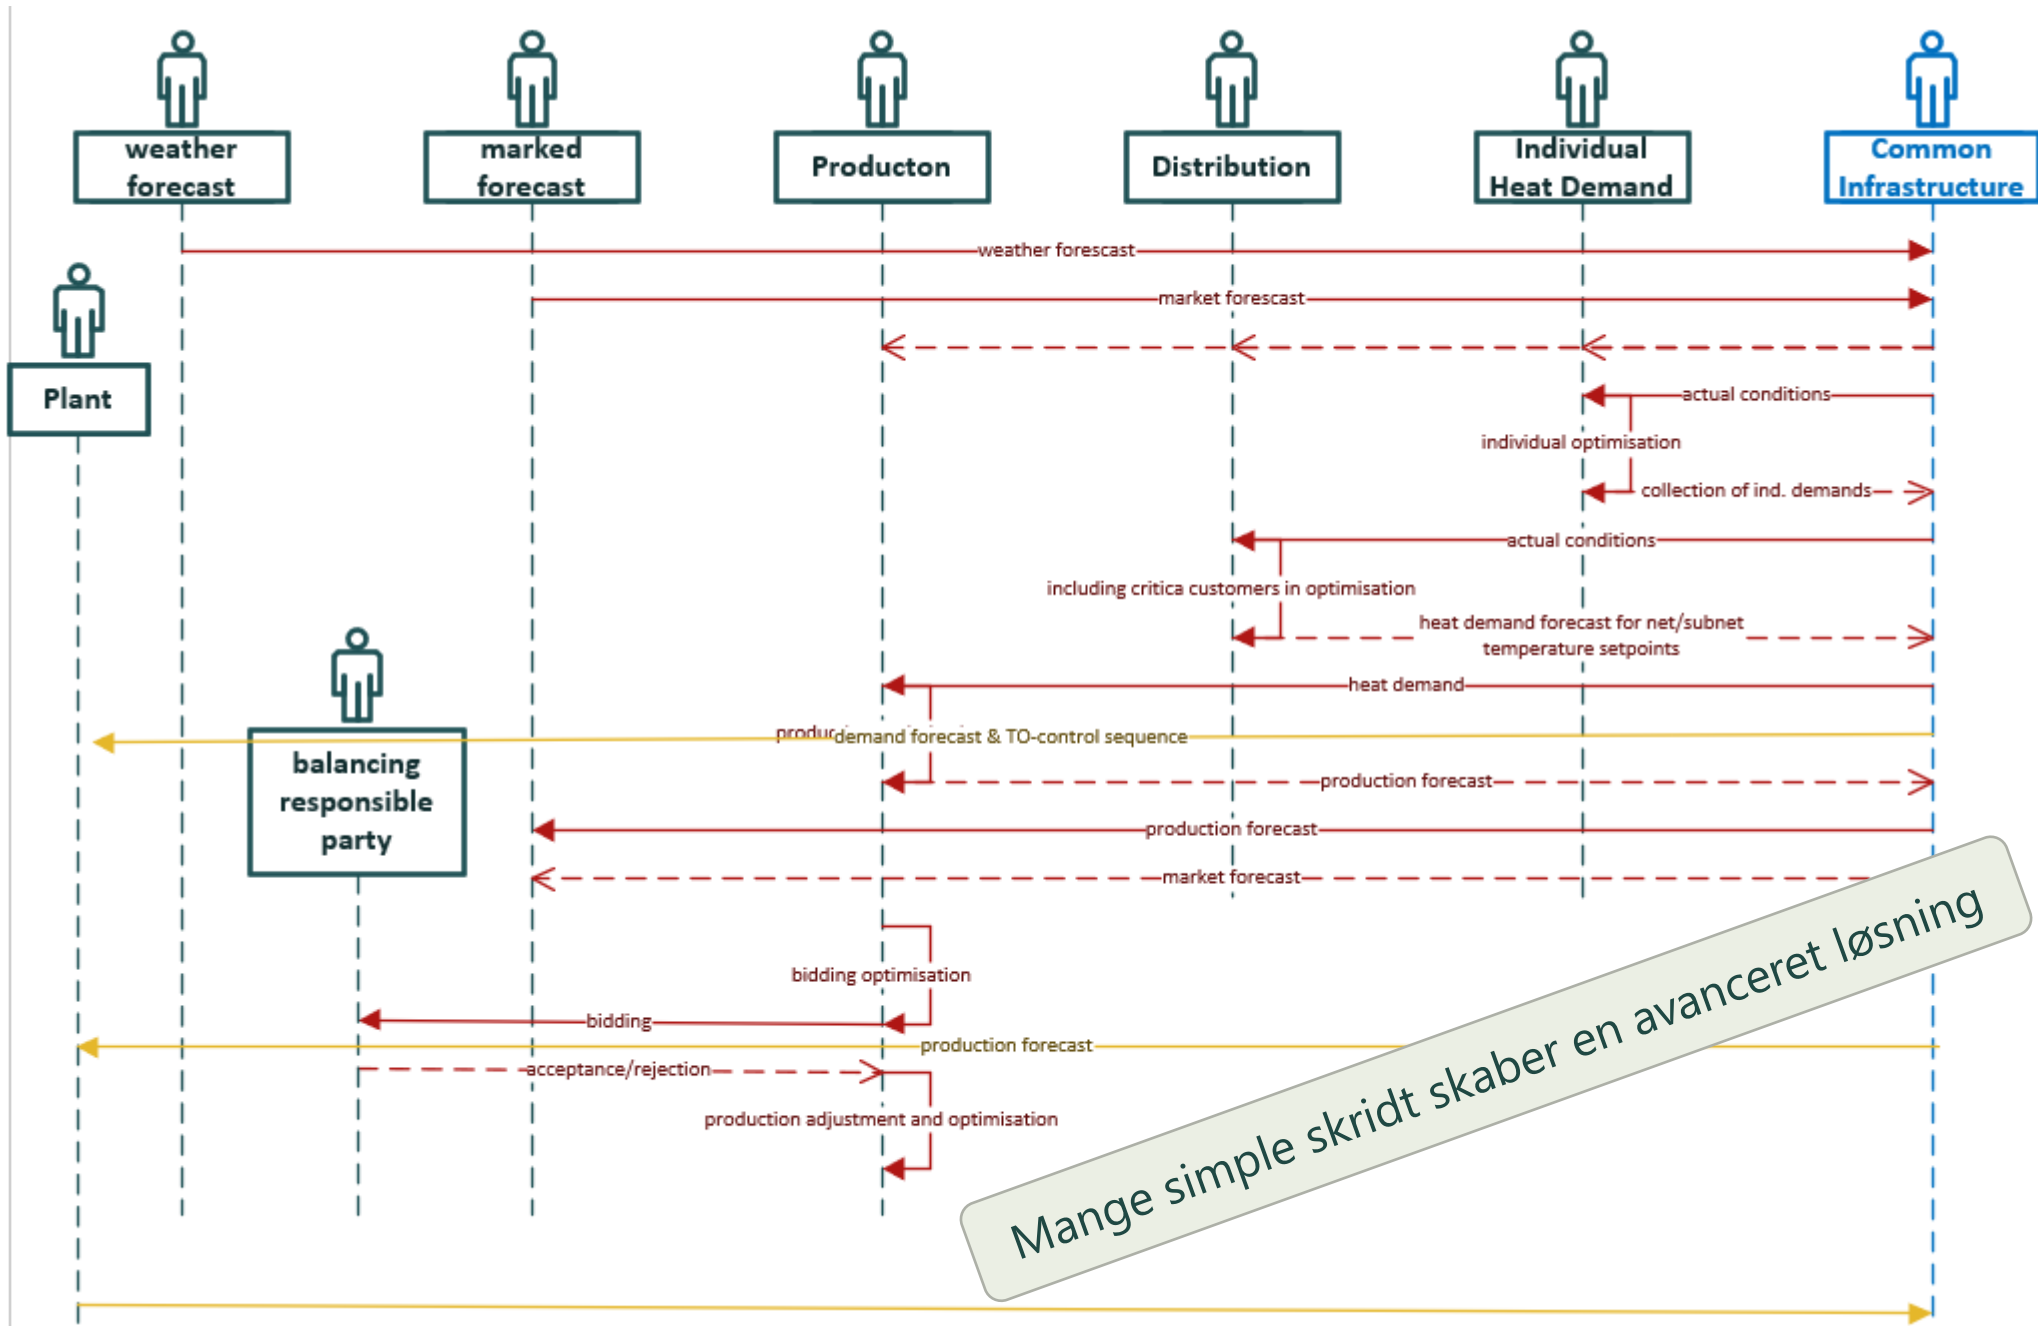 weather
forecast
marked
forecast
Producton
Distribution
Individual
Heat Demand
Common
Infrastructure
weather forescast
market forescast
Plant
actual conditions
individual optimisation
collection of ind. demands
actual conditions
including critica customers in optimisation
heat demand forecast for net/subnet
temperature setpoints
heat demand
demand forecast & TO-control sequence
balancing
responsible
party
production forecast
production forecast
market forecast
bidding optimisation
bidding
production forecast
acceptance/rejection
production adjustment and optimisation
Mange simple skridt skaber en avanceret løsning